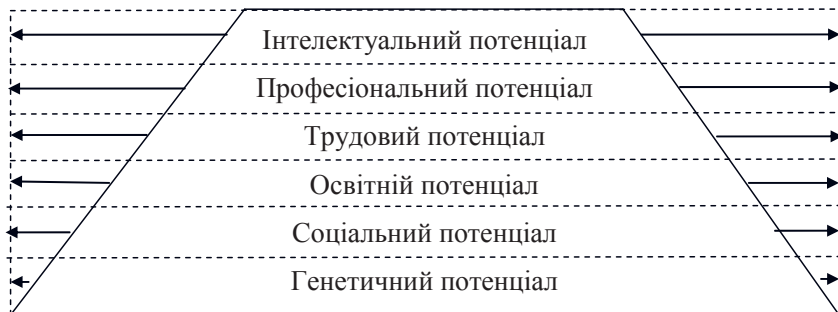 Інтелектуальний потенціал
Професіональний потенціал
Трудовий потенціал
Освітній потенціал
Соціальний потенціал
Генетичний потенціал